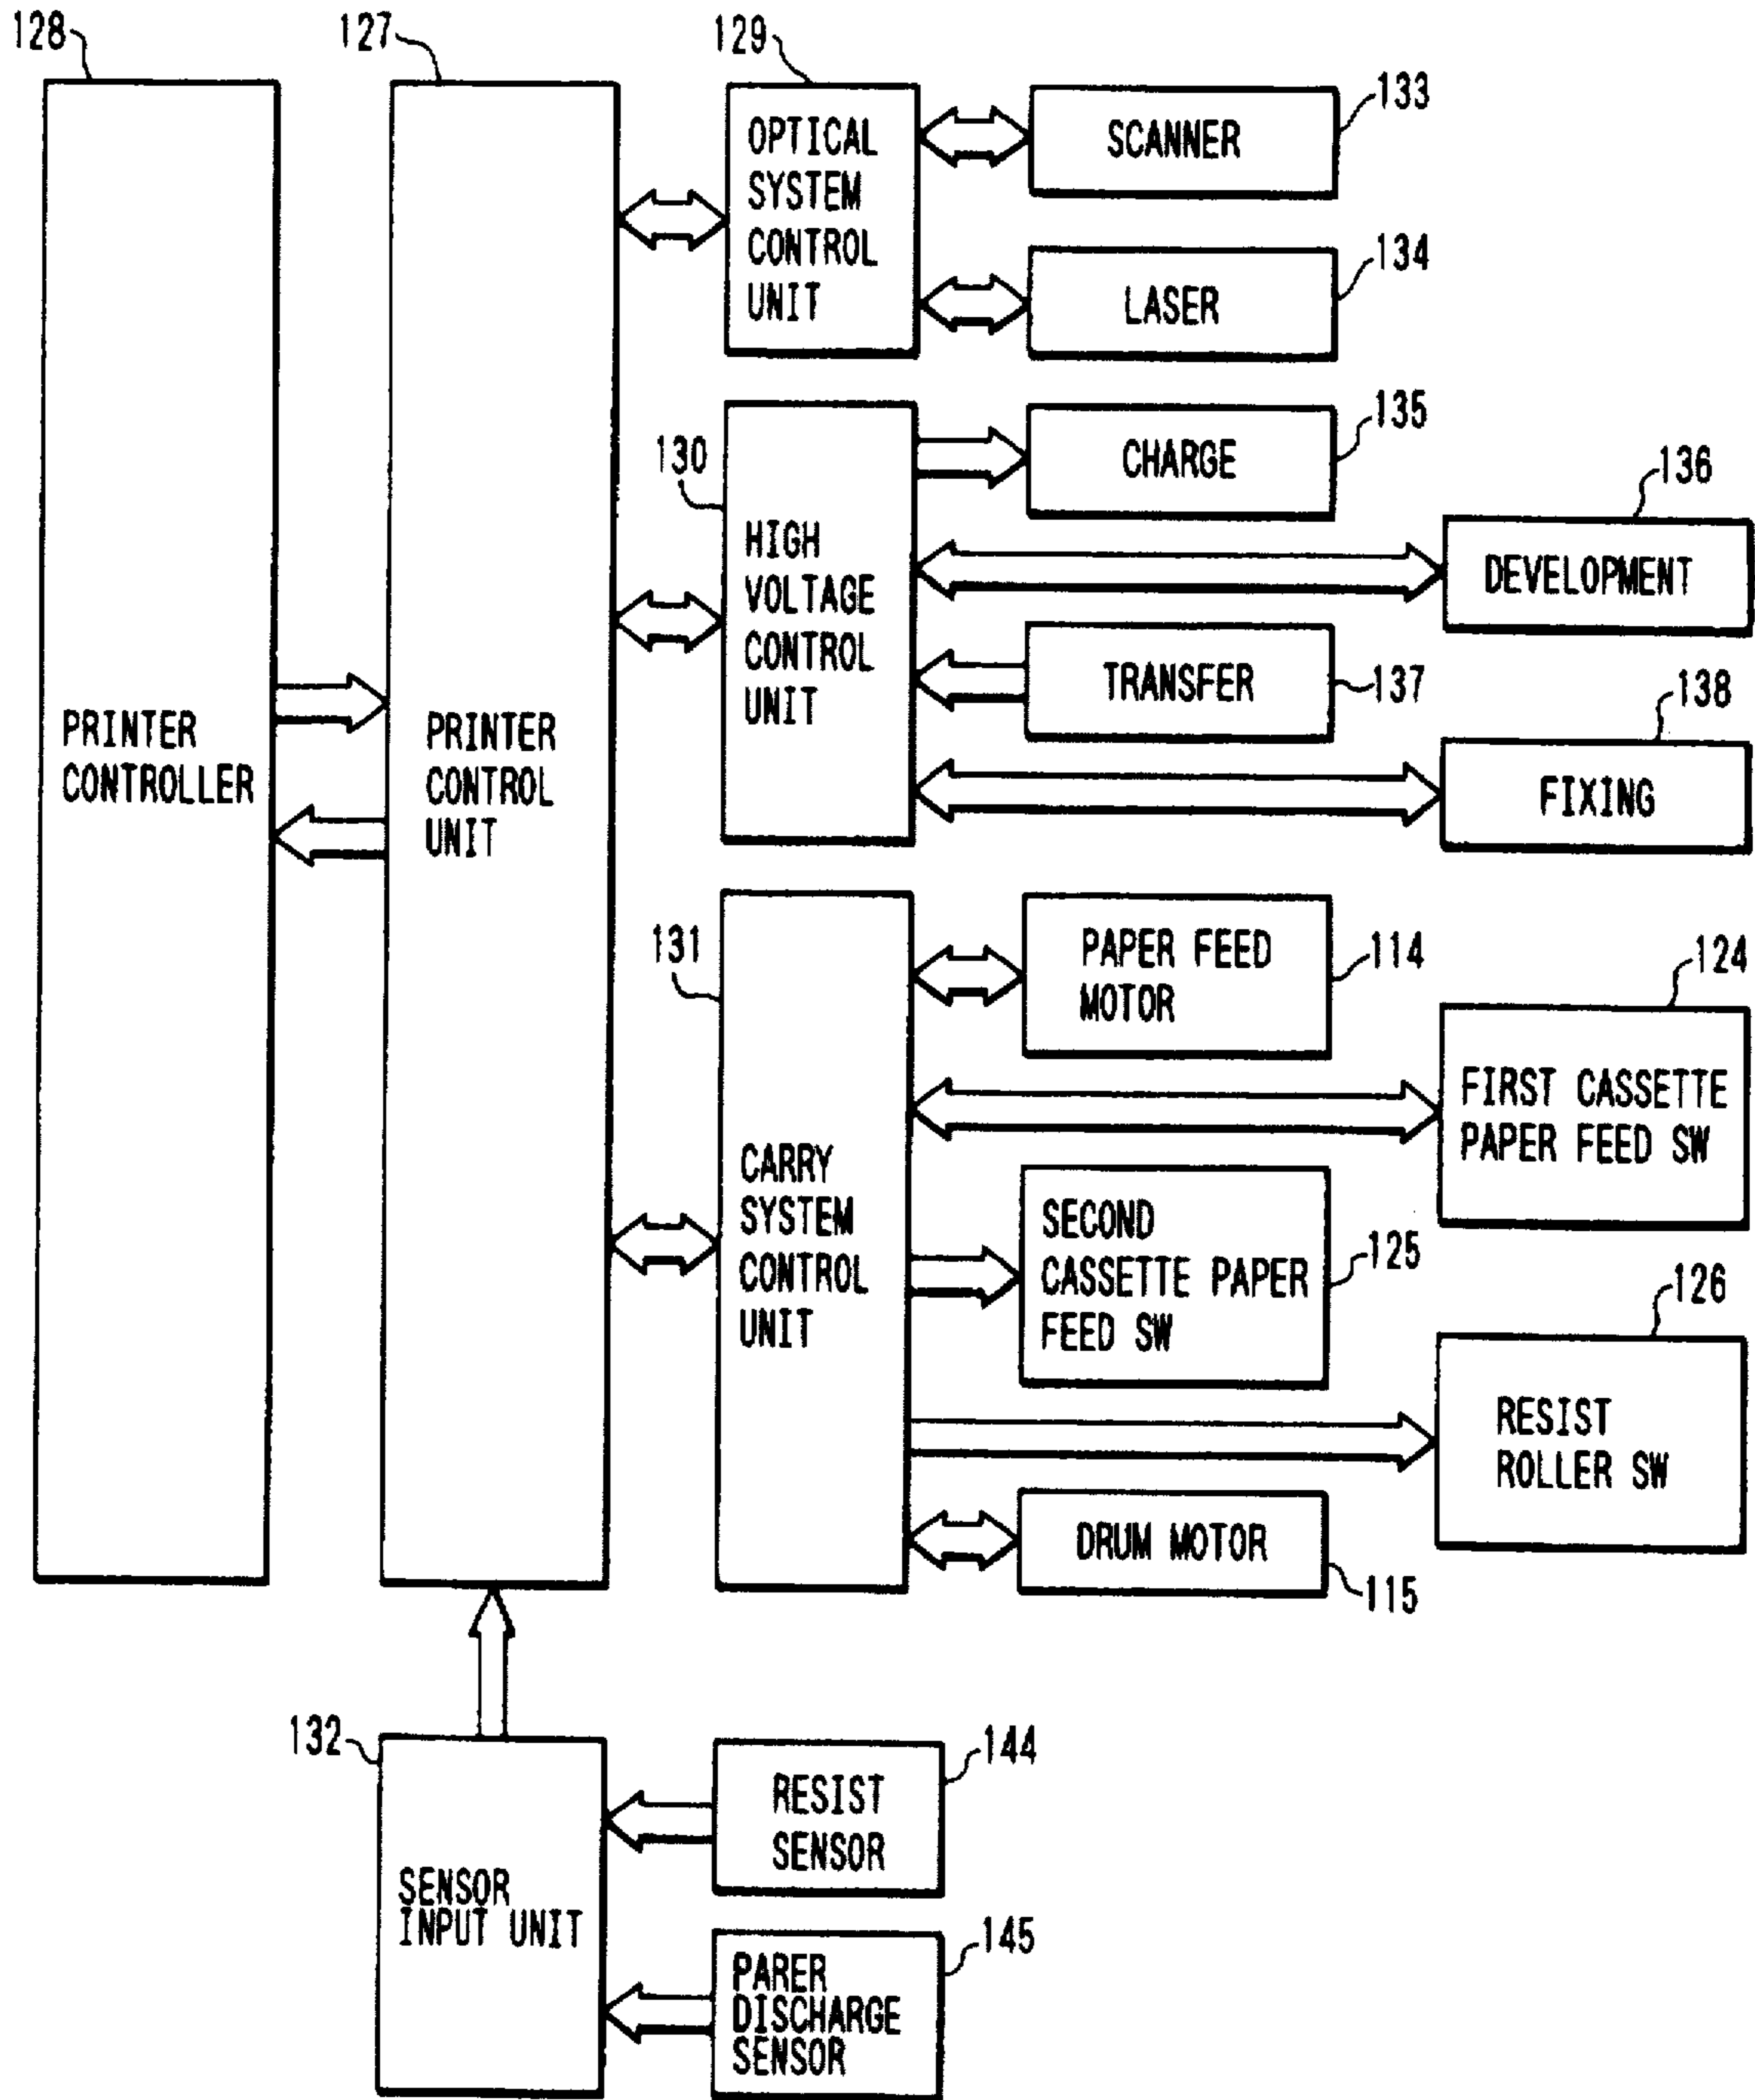 128
127
129
PRINTER
CONTROLLER
PRINTER
CONTROL
UNIT
OPTICAL
SYSTEM
CONTROL
UNIT
SCANNER
133
LASER
134
130
HIGH
VOLTAGE
CONTROL
UNIT
CHARGE
135
136
DEVELOPMENT
TRANSFER
137
138
FIXING
131
CARRY
SYSTEM
CONTROL
UNIT
PAPER FEED
MOTOR
114
124
FIRST CASSETTE
PAPER FEED SW
SECOND
CASSETTE PAPER
FEED SW
125
126
RESIST
ROLLER SW
DRUM MOTOR
115
132
SENSOR
INPUT UNIT
144
RESIST
SENSOR
145
PARER
DISCHARGE
SENSOR